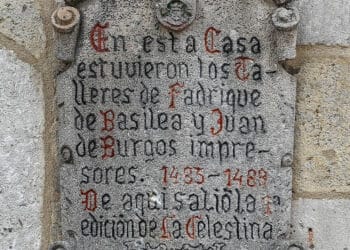 En esta Casa
estuvieron los Ta-
lleres de Fadrique
de Basilea y Juan
de Burgos impre-
sores. 1485-1489
De aqui salió la 1ª
edición de La Celestina